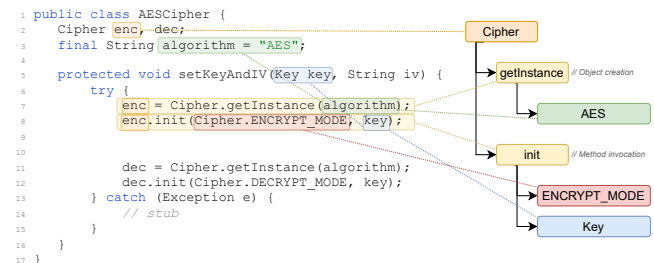 1 public class AESCipher {
2 Cipher enc, dec;
3 final String algorithm = "AES";
4
5 protected void setKeyAndIV(Key key, String iv) {
6 try {
7 enc = Cipher.getInstance(algorithm);
8 enc.init(Cipher.ENCRYPT_MODE, key);
9
10
11 dec = Cipher.getInstance(algorithm);
12 dec.init(Cipher.DECRYPT_MODE, key);
13 } catch (Exception e) {
14 // stub
15 }
16 }
17 }
Cipher
getInstance // Object creation
AES
init // Method invocation
ENCRYPT_MODE
Key